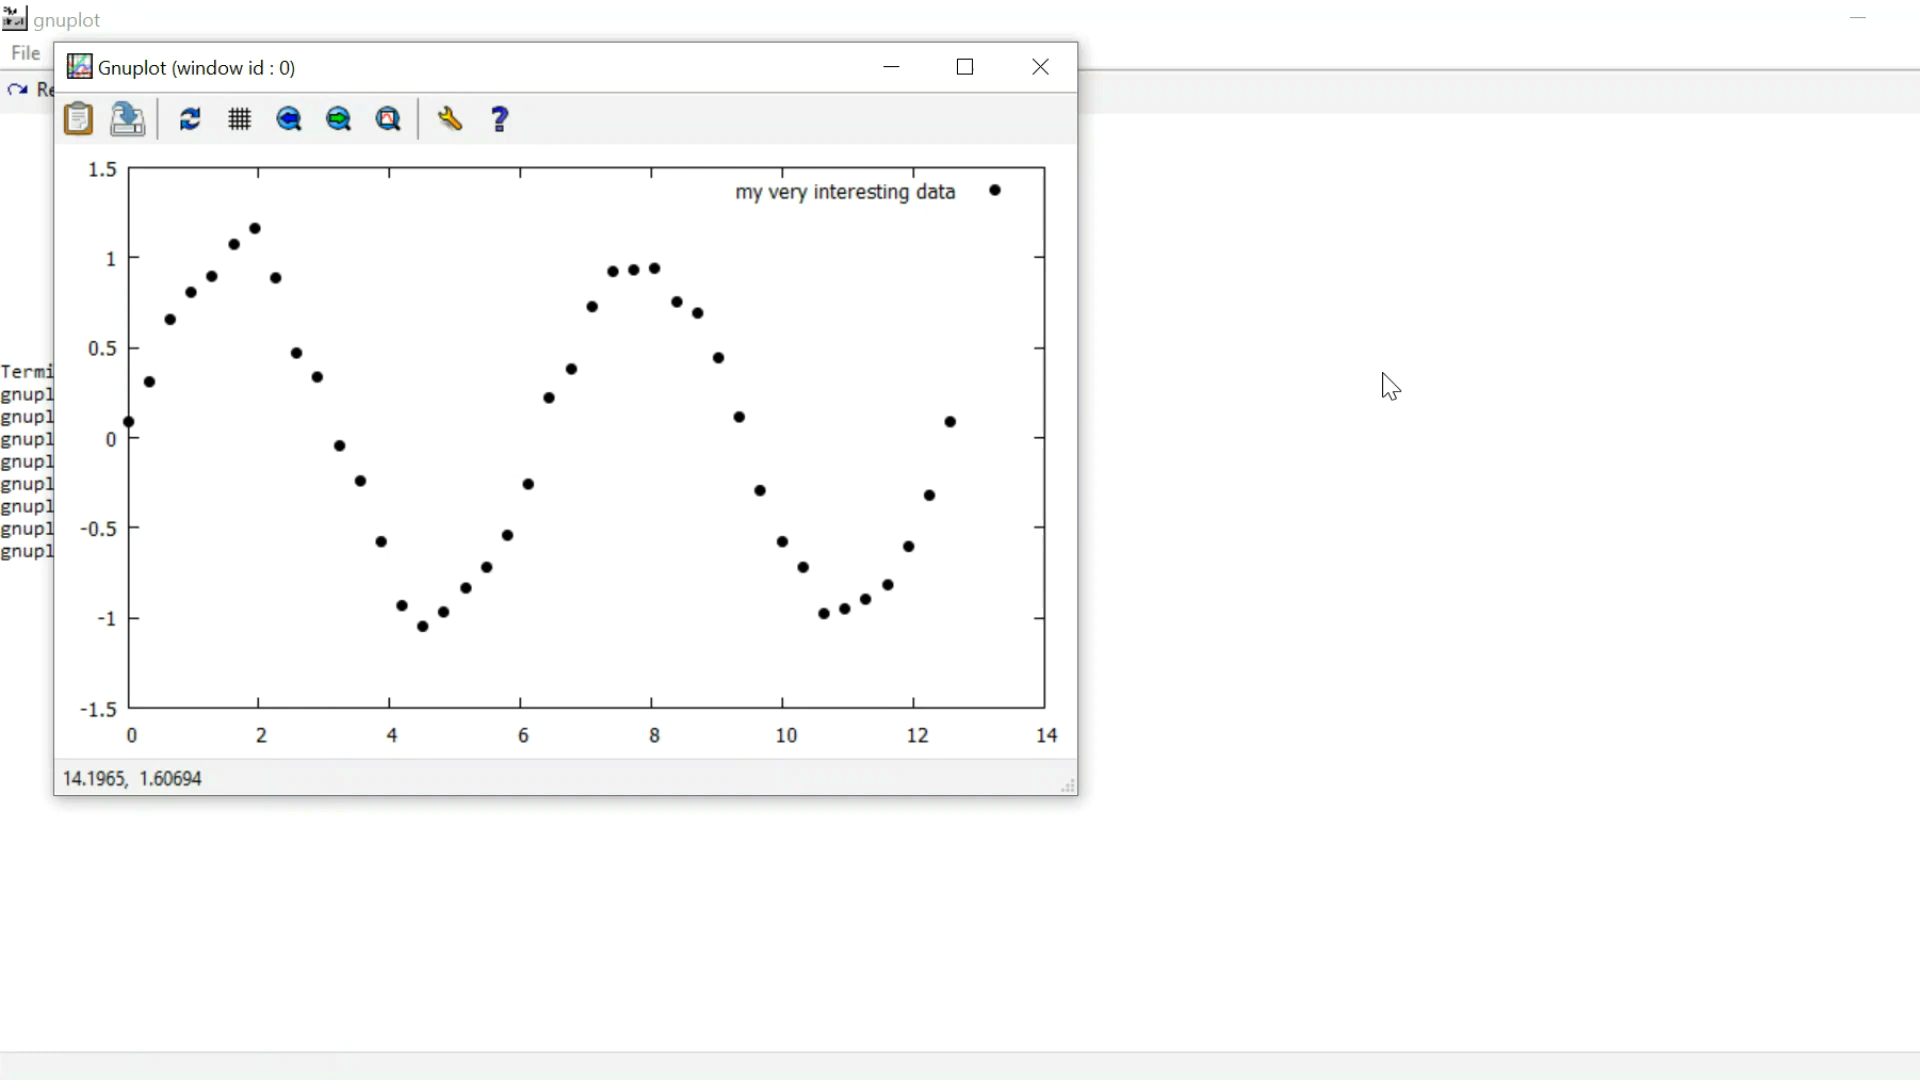 gnuplot
File
Re
Gnuplot (window id : 0)
my very interesting data
1.5
1
0.5
0
-0.5
-1
-1.5
0 2 4 6 8 10 12 14
14.1965, 1.60694
Termi
gnupl
gnupl
gnupl
gnupl
gnupl
gnupl
gnupl
gnupl